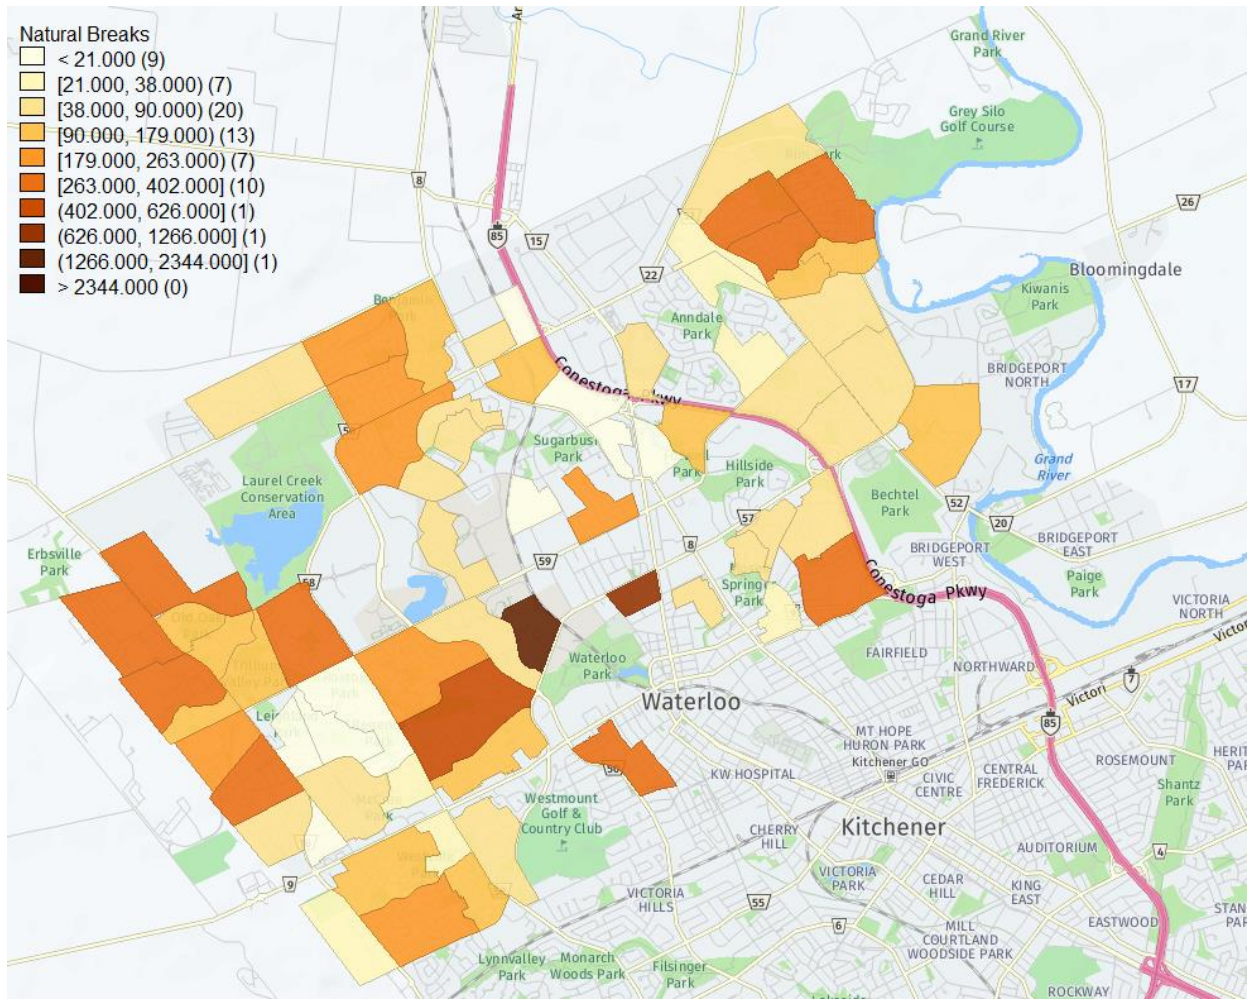 Natural Breaks
< 21.000 (9)
[21.000, 38.000) (7)
[38.000, 90.000) (20)
[90.000, 179.000) (13)
[179.000, 263.000) (7)
[263.000, 402.000] (10)
(402.000, 626.000] (1)
(626.000, 1266.000] (1)
(1266.000, 2344.000] (1)
> 2344.000 (0)
Grand River
Park
Grey Silo
Golf Course
8
26
85
15
22
Bloomingdale
Kiwanis
Park
Anndale
Park
BRIDGEPORT
NORTH
17
Conestoga Pkwy
Sugarbush
Park
Park
Hillside
Park
Laurel Creek
Conservation
Area
Grand
River
Bechtel
Park
52
20
57
8
BRIDGEPORT
EAST
BRIDGEPORT
WEST
Erbsville
Park
59
58
Conestoga Pkwy
Paige
Park
Springer
Park
VICTORIA
NORTH
Waterloo
Park
FAIRFIELD
NORTHWARD
7
Waterloo
85
MT HOPE
HURON PARK
Kitchener GO
ROSEMOUNT
KW HOSPITAL
CIVIC
CENTRE
CENTRAL
FREDERICK
Shantz
Park
50
Westmount
Golf &
Country Club
CHERRY
HILL
Kitchener
AUDITORIUM
4
9
VICTORIA
PARK
CEDAR
HILL
KING
EAST
VICTORIA
HILLS
55
6
EASTWOOD
MILL
COURTLAND
WOODSIDE PARK
Lynnvalley
Park
Monarch
Woods Park
Filsinger
Park
ROCKWAY